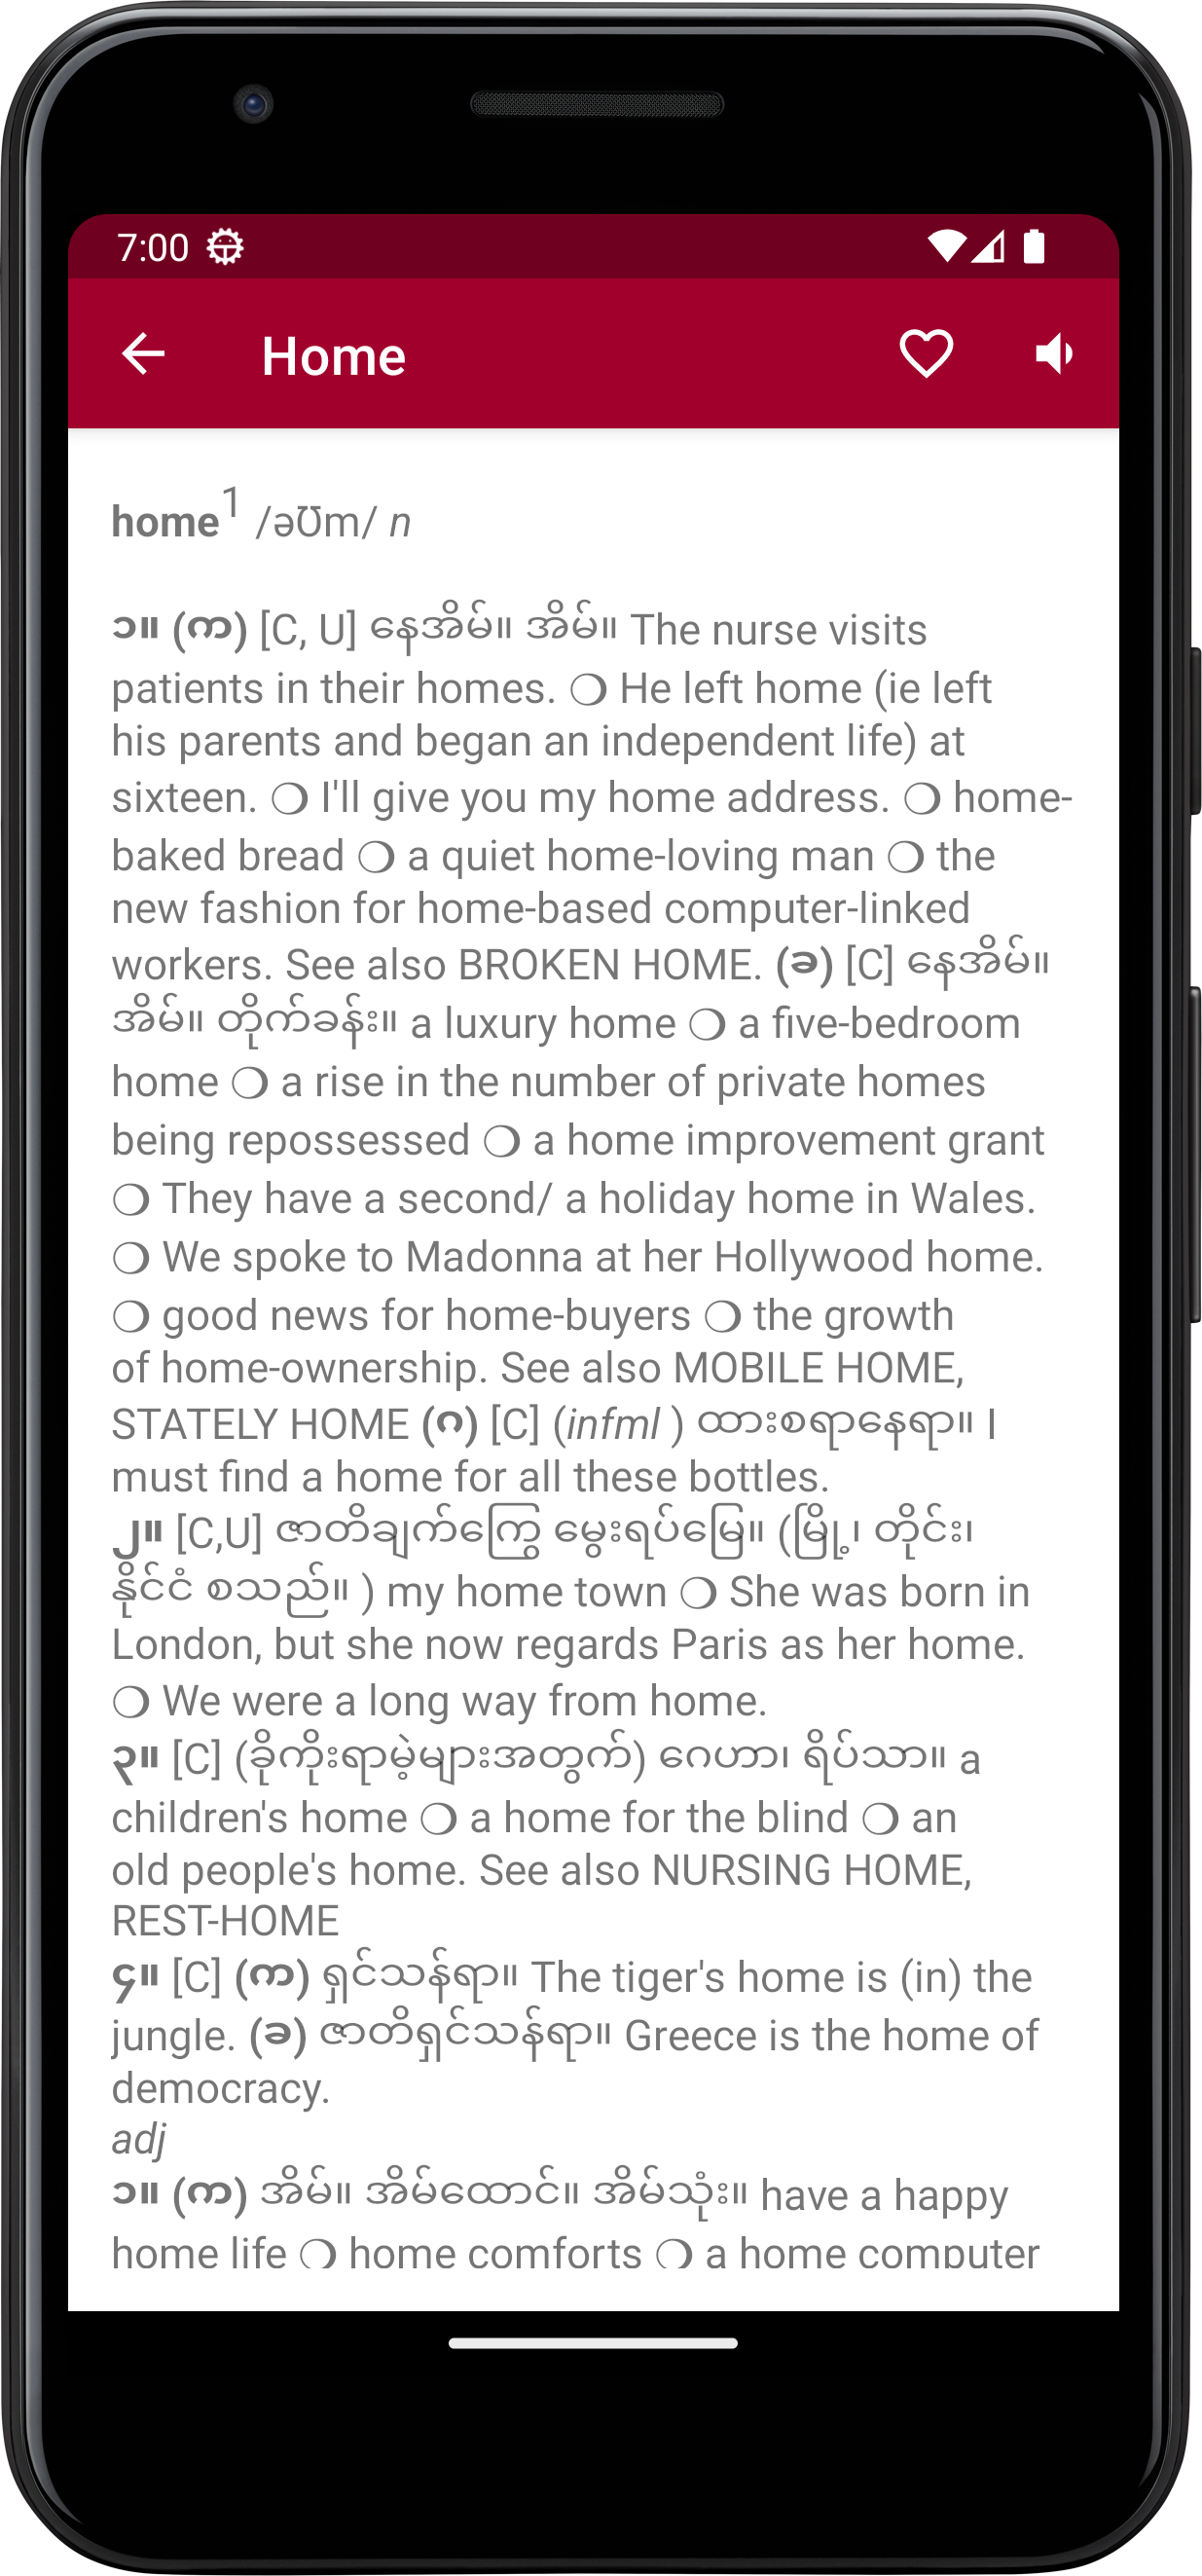 7:00
Home
home¹ /əƱm/ n
၁။ (က) [C, U] နေအိမ်။ အိမ်။ The nurse visits
patients in their homes. ❍ He left home (ie left
his parents and began an independent life) at
sixteen. ❍ I'll give you my home address. ❍ home-
baked bread ❍ a quiet home-loving man ❍ the
new fashion for home-based computer-linked
workers. See also BROKEN HOME. (ခ) [C] နေအိမ်။
အိမ်။ တိုက်ခန်း။ a luxury home ❍ a five-bedroom
home ❍ a rise in the number of private homes
being repossessed ❍ a home improvement grant
❍ They have a second/ a holiday home in Wales.
❍ We spoke to Madonna at her Hollywood home.
❍ good news for home-buyers ❍ the growth
of home-ownership. See also MOBILE HOME,
STATELY HOME (ဂ) [C] (infml ) ထားစရာနေရာ။ I
must find a home for all these bottles.
၂။ [C,U] ဇာတိချက်ကြွေ မွေးရပ်မြေ။ (မြို့၊ တိုင်း၊
နိုင်ငံ စသည်။ ) my home town ❍ She was born in
London, but she now regards Paris as her home.
❍ We were a long way from home.
၃။ [C] (ခိုကိုးရာမဲ့များအတွက်) ဂေဟာ၊ ရိပ်သာ။ a
children's home ❍ a home for the blind ❍ an
old people's home. See also NURSING HOME,
REST-HOME
၄။ [C] (က) ရှင်သန်ရာ။ The tiger's home is (in) the
jungle. (ခ) ဇာတိရှင်သန်ရာ။ Greece is the home of
democracy.
adj
၁။ (က) အိမ်။ အိမ်ထောင်။ အိမ်သုံး။ have a happy
home life ❍ home comforts ❍ a home computer